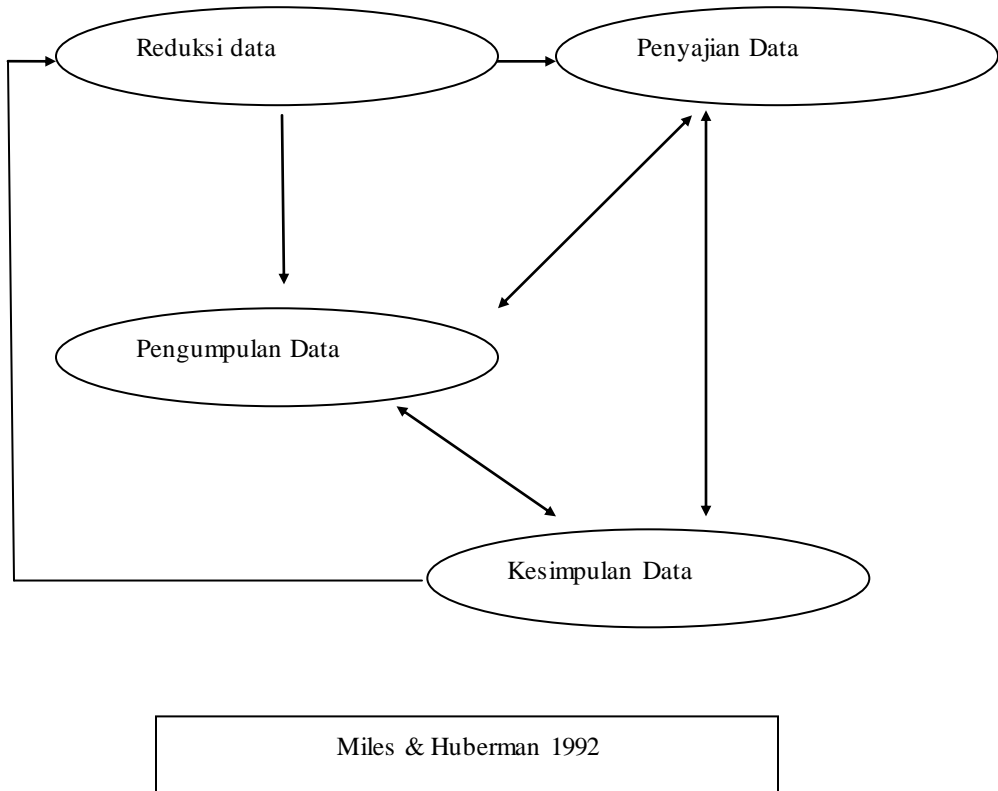 Reduksi data
Penyajian Data
Pengumpulan Data
Kesimpulan Data
Miles & Huberman 1992